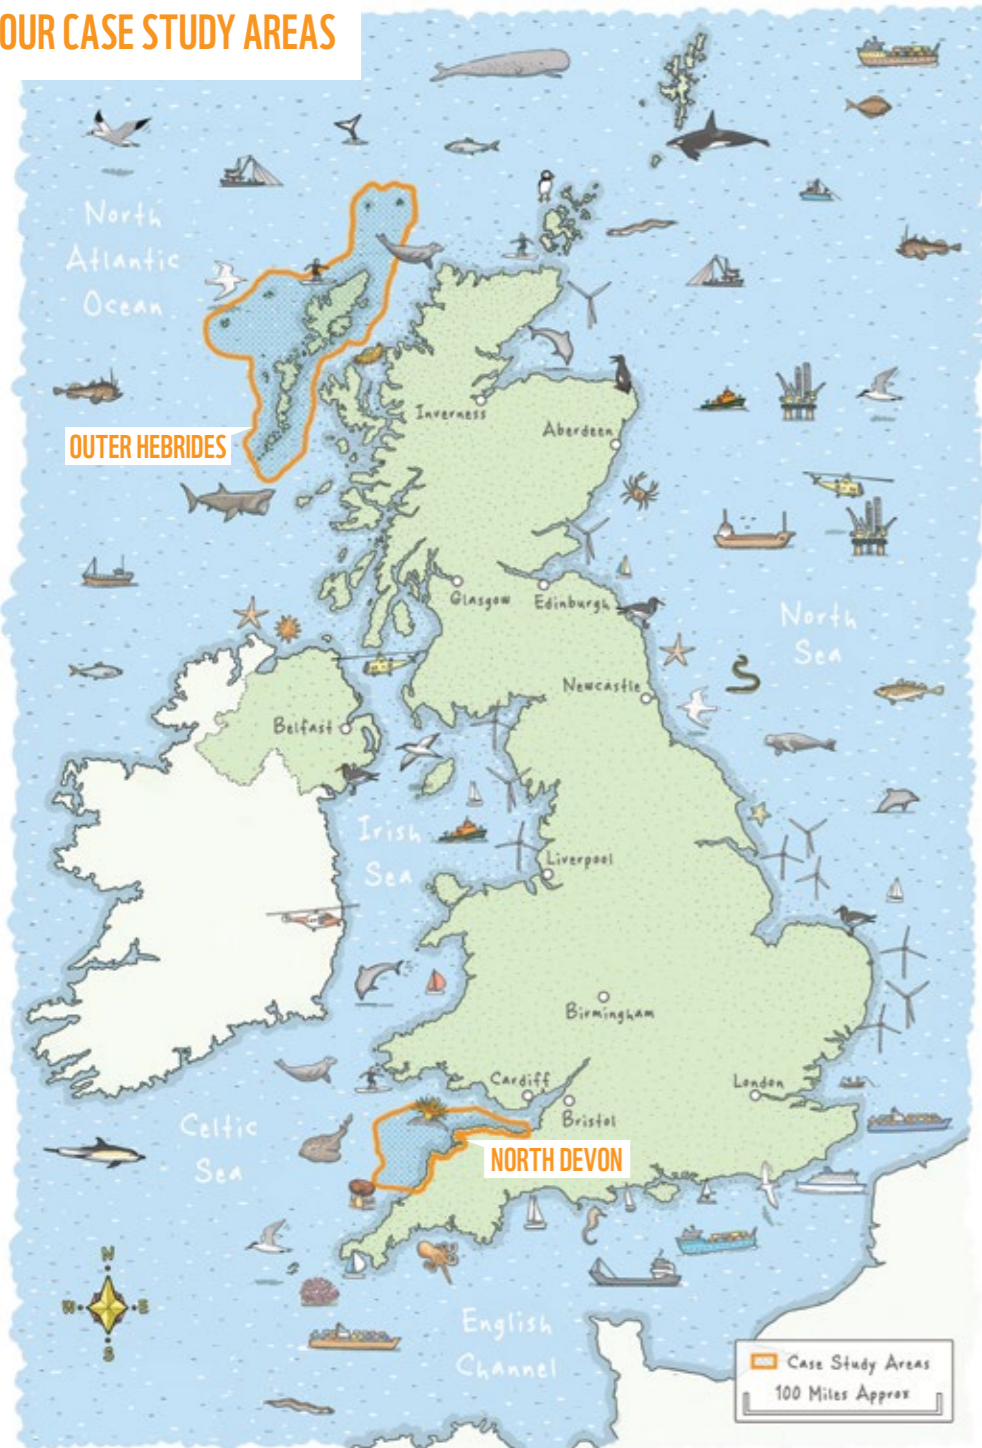 OUR CASE STUDY AREAS
North
Atlantic
Ocean
Inverness
Aberdeen
OUTER HEBRIDES
Glasgow
Edinburgh
North
Sea
Newcastle
Belfast
Irish
Sea
Liverpool
Birmingham
Cardiff
London
Bristol
Celtic
Sea
NORTH DEVON
N
W
E
S
English
Channel
Case Study Areas
100 Miles Approx